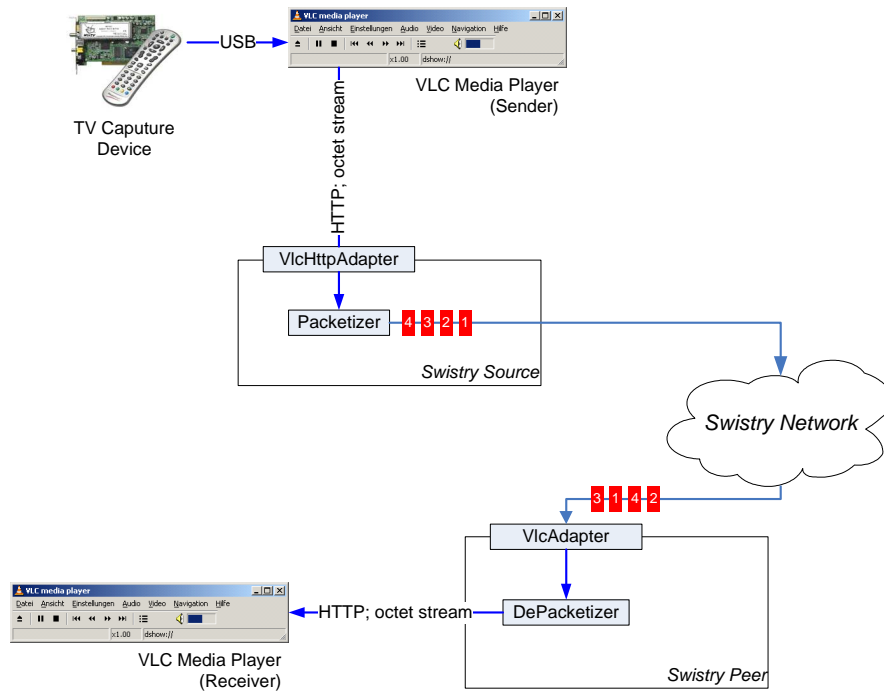 VLC media player
Datei Ansicht Einstellungen Audio Video Navigation Hilfe
x1.00 dshow://
USB
VLC Media Player
(Sender)
TV Caputure
Device
HTTP; octet stream
VlcHttpAdapter
Packetizer
4 3 2 1
Swistry Source
Swistry Network
3 1 4 2
VlcAdapter
DePacketizer
Swistry Peer
HTTP; octet stream
VLC media player
Datei Ansicht Einstellungen Audio Video Navigation Hilfe
x1.00 dshow://
VLC Media Player
(Receiver)